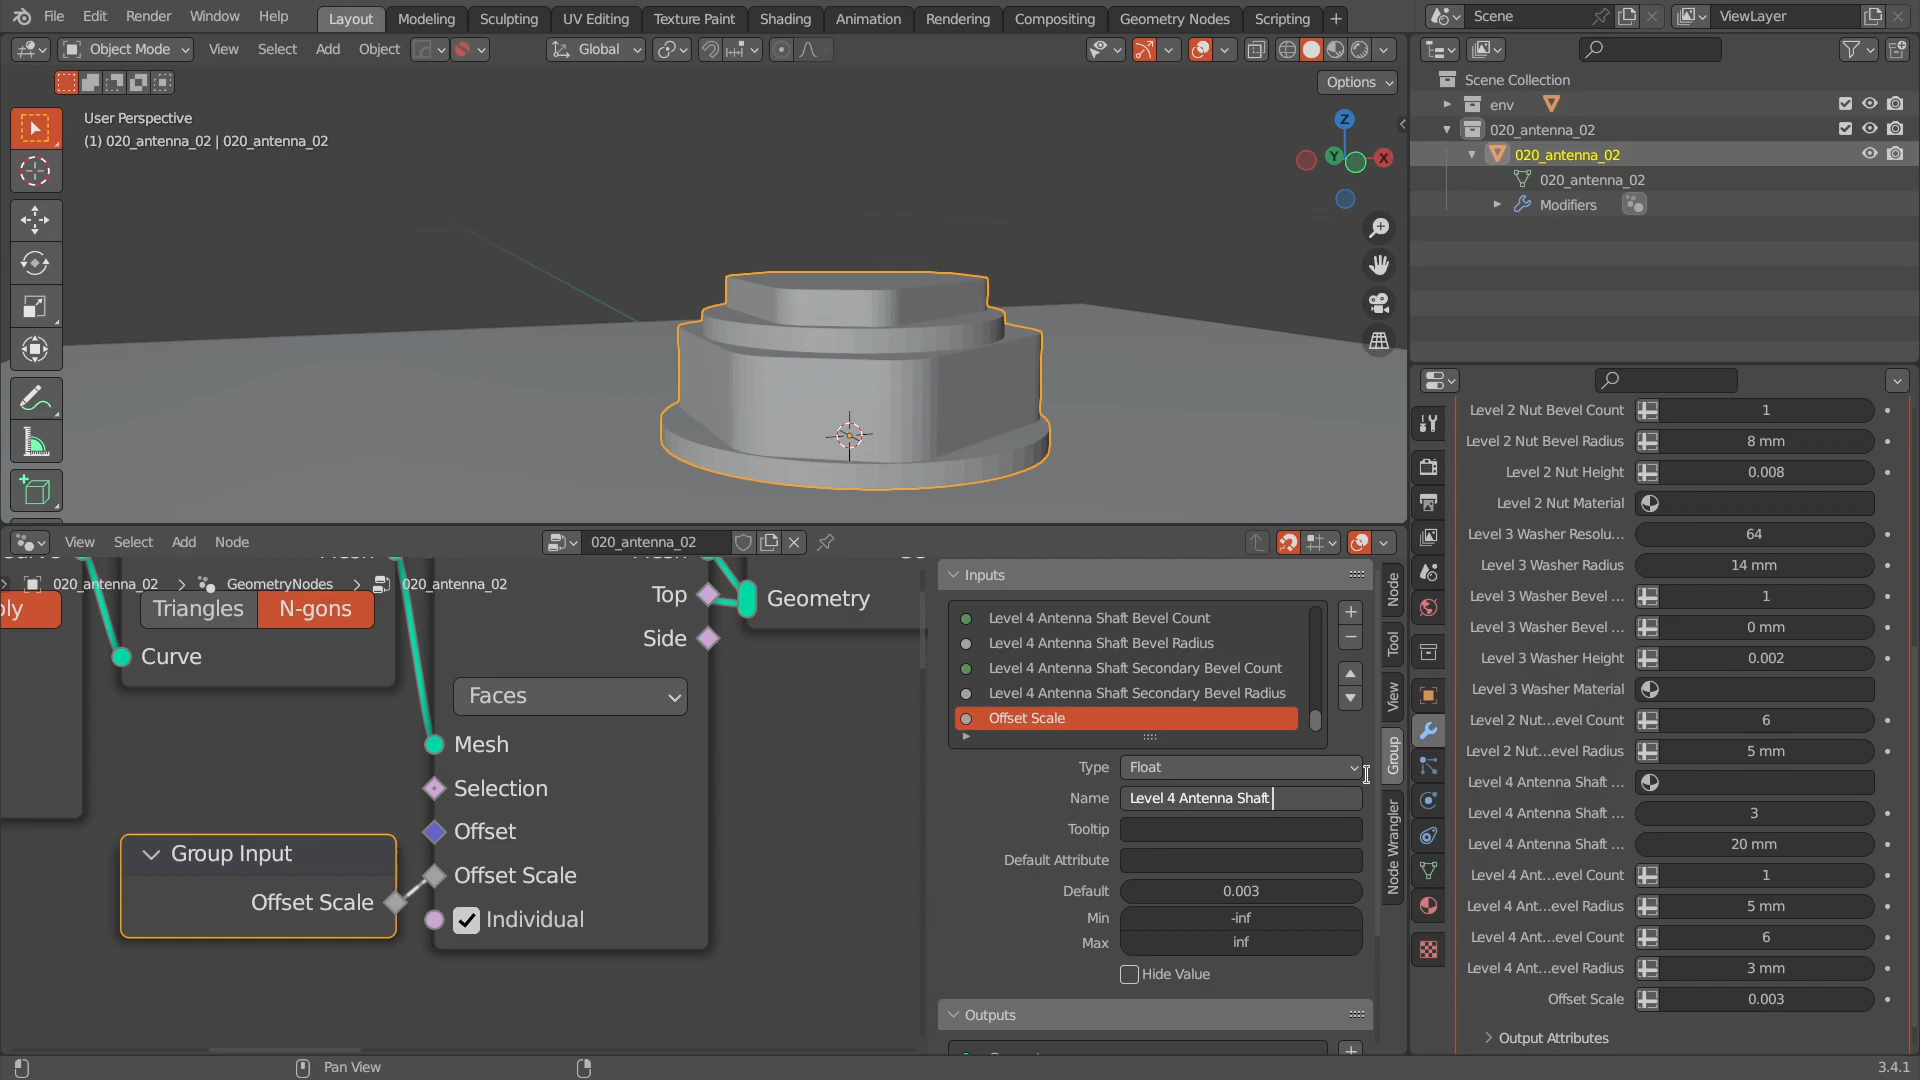 File Edit Render Window Help Layout Modeling Sculpting UV Editing Texture Paint Shading Animation Rendering Compositing Geometry Nodes Scripting + Scene ViewLayer
Object Mode View Select Add Object Global
Options
User Perspective
(1) 020_antenna_02 | 020_antenna_02
Z
Y
X
Scene Collection
env
020_antenna_02
020_antenna_02
020_antenna_02
Modifiers
View Select Add Node 020_antenna_02
020_antenna_02 > GeometryNodes > 020_antenna_02
Triangles N-gons
Curve
Top
Side
Geometry
Faces
Mesh
Selection
Offset
Offset Scale
Individual
Group Input
Offset Scale
Inputs
Level 4 Antenna Shaft Bevel Count
Level 4 Antenna Shaft Bevel Radius
Level 4 Antenna Shaft Secondary Bevel Count
Level 4 Antenna Shaft Secondary Bevel Radius
Offset Scale
Type Float
Name Level 4 Antenna Shaft
Tooltip
Default Attribute
Default 0.003
Min -inf
Max inf
Hide Value
Outputs
Node
Tool
View
Group
Node Wrangler
Level 2 Nut Bevel Count 1
Level 2 Nut Bevel Radius 8 mm
Level 2 Nut Height 0.008
Level 2 Nut Material
Level 3 Washer Resolu... 64
Level 3 Washer Radius 14 mm
Level 3 Washer Bevel ... 1
Level 3 Washer Bevel ... 0 mm
Level 3 Washer Height 0.002
Level 3 Washer Material
Level 2 Nut...evel Count 6
Level 2 Nut...evel Radius 5 mm
Level 4 Antenna Shaft ...
Level 4 Antenna Shaft ... 3
Level 4 Antenna Shaft ... 20 mm
Level 4 Ant...evel Count 1
Level 4 Ant...evel Radius 5 mm
Level 4 Ant...evel Count 6
Level 4 Ant...evel Radius 3 mm
Offset Scale 0.003
Output Attributes
Pan View
3.4.1